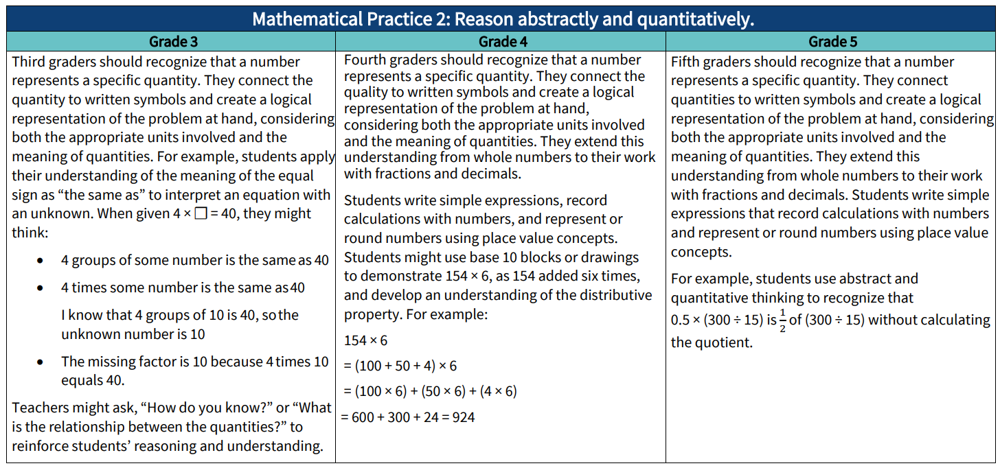 Mathematical Practice 2: Reason abstractly and quantitatively.
Grade 3
Third graders should recognize that a number
represents a specific quantity. They connect the
quantity to written symbols and create a logical
representation of the problem at hand, considering
both the appropriate units involved and the
meaning of quantities. For example, students apply
their understanding of the meaning of the equal
sign as “the same as” to interpret an equation with
an unknown. When given 4 × ☐ = 40, they might
think:
• 4 groups of some number is the same as 40
• 4 times some number is the same as 40
I know that 4 groups of 10 is 40, so the
unknown number is 10
• The missing factor is 10 because 4 times 10
equals 40.
Teachers might ask, “How do you know?” or “What
is the relationship between the quantities?” to
reinforce students’ reasoning and understanding.
Grade 4
Fourth graders should recognize that a number
represents a specific quantity. They connect the
quality to written symbols and create a logical
representation of the problem at hand,
considering both the appropriate units involved
and the meaning of quantities. They extend this
understanding from whole numbers to their work
with fractions and decimals.
Students write simple expressions, record
calculations with numbers, and represent or
round numbers using place value concepts.
Students might use base 10 blocks or drawings
to demonstrate 154 × 6, as 154 added six times,
and develop an understanding of the distributive
property. For example:
154 × 6
= (100 + 50 + 4) × 6
= (100 × 6) + (50 × 6) + (4 × 6)
= 600 + 300 + 24 = 924
Grade 5
Fifth graders should recognize that a number
represents a specific quantity. They connect
quantities to written symbols and create a logical
representation of the problem at hand, considering
both the appropriate units involved and the
meaning of quantities. They extend this
understanding from whole numbers to their work
with fractions and decimals. Students write simple
expressions that record calculations with numbers
and represent or round numbers using place value
concepts.
For example, students use abstract and
quantitative thinking to recognize that
0.5 × (300 ÷ 15) is 1/2 of (300 ÷ 15) without calculating
the quotient.